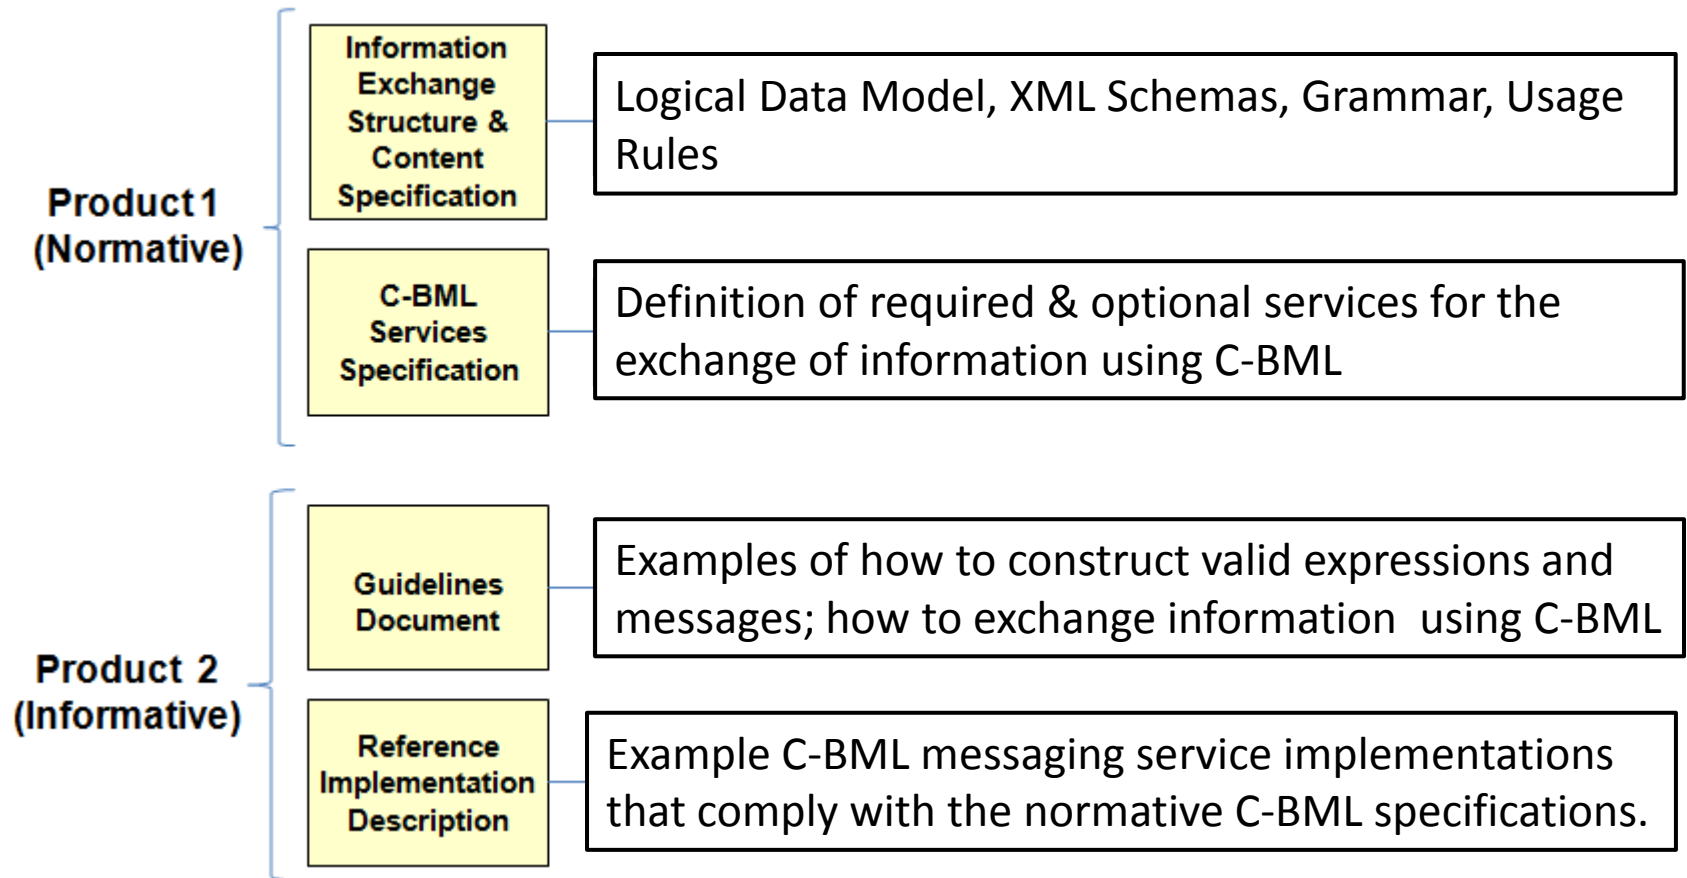 Product 1
(Normative)
Information
Exchange
Structure &
Content
Specification
Logical Data Model, XML Schemas, Grammar, Usage
Rules
C-BML
Services
Specification
Definition of required & optional services for the
exchange of information using C-BML
Product 2
(Informative)
Guidelines
Document
Examples of how to construct valid expressions and
messages; how to exchange information  using C-BML
Reference
Implementation
Description
Example C-BML messaging service implementations
that comply with the normative C-BML specifications.